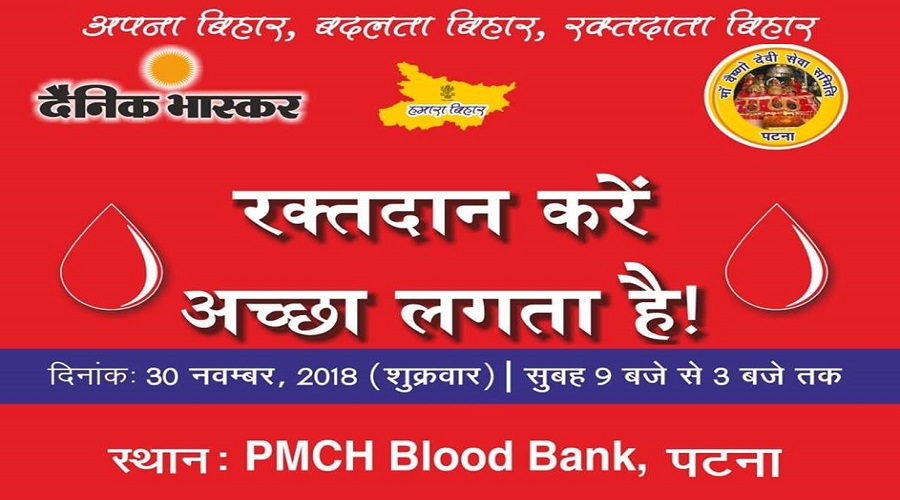 अपना बिहार, बदलता बिहार, रक्तदाता बिहार
दैनिक भास्कर
हमारा बिहार
माँ वैष्णो देवी सेवा समिति
पटना
रक्तदान करें
अच्छा लगता है!
दिनांक: 30 नवम्बर, 2018 (शुक्रवार) | सुबह 9 बजे से 3 बजे तक
स्थान: PMCH Blood Bank, पटना